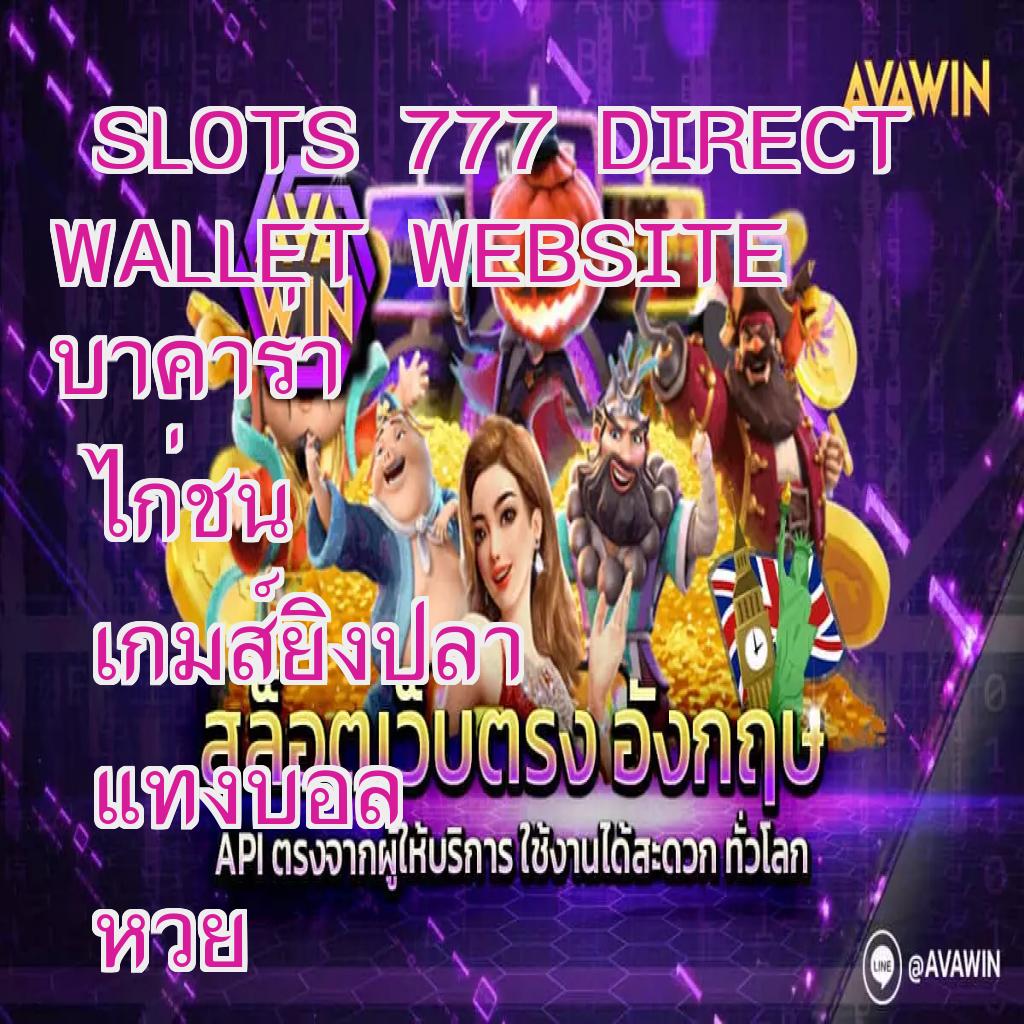 AVAWIN
SLOTS 777 DIRECT
WALLET WEBSITE
AVA
WIN
บาคาร่า
ไก่ชน
เกมส์ยิงปลา
สล็อตเว็บตรง อังกฤษ
แทงบอล
API ตรงจากผู้ให้บริการ ใช้งานได้สะดวก ทั่วโลก
หวย
LINE @AVAWIN